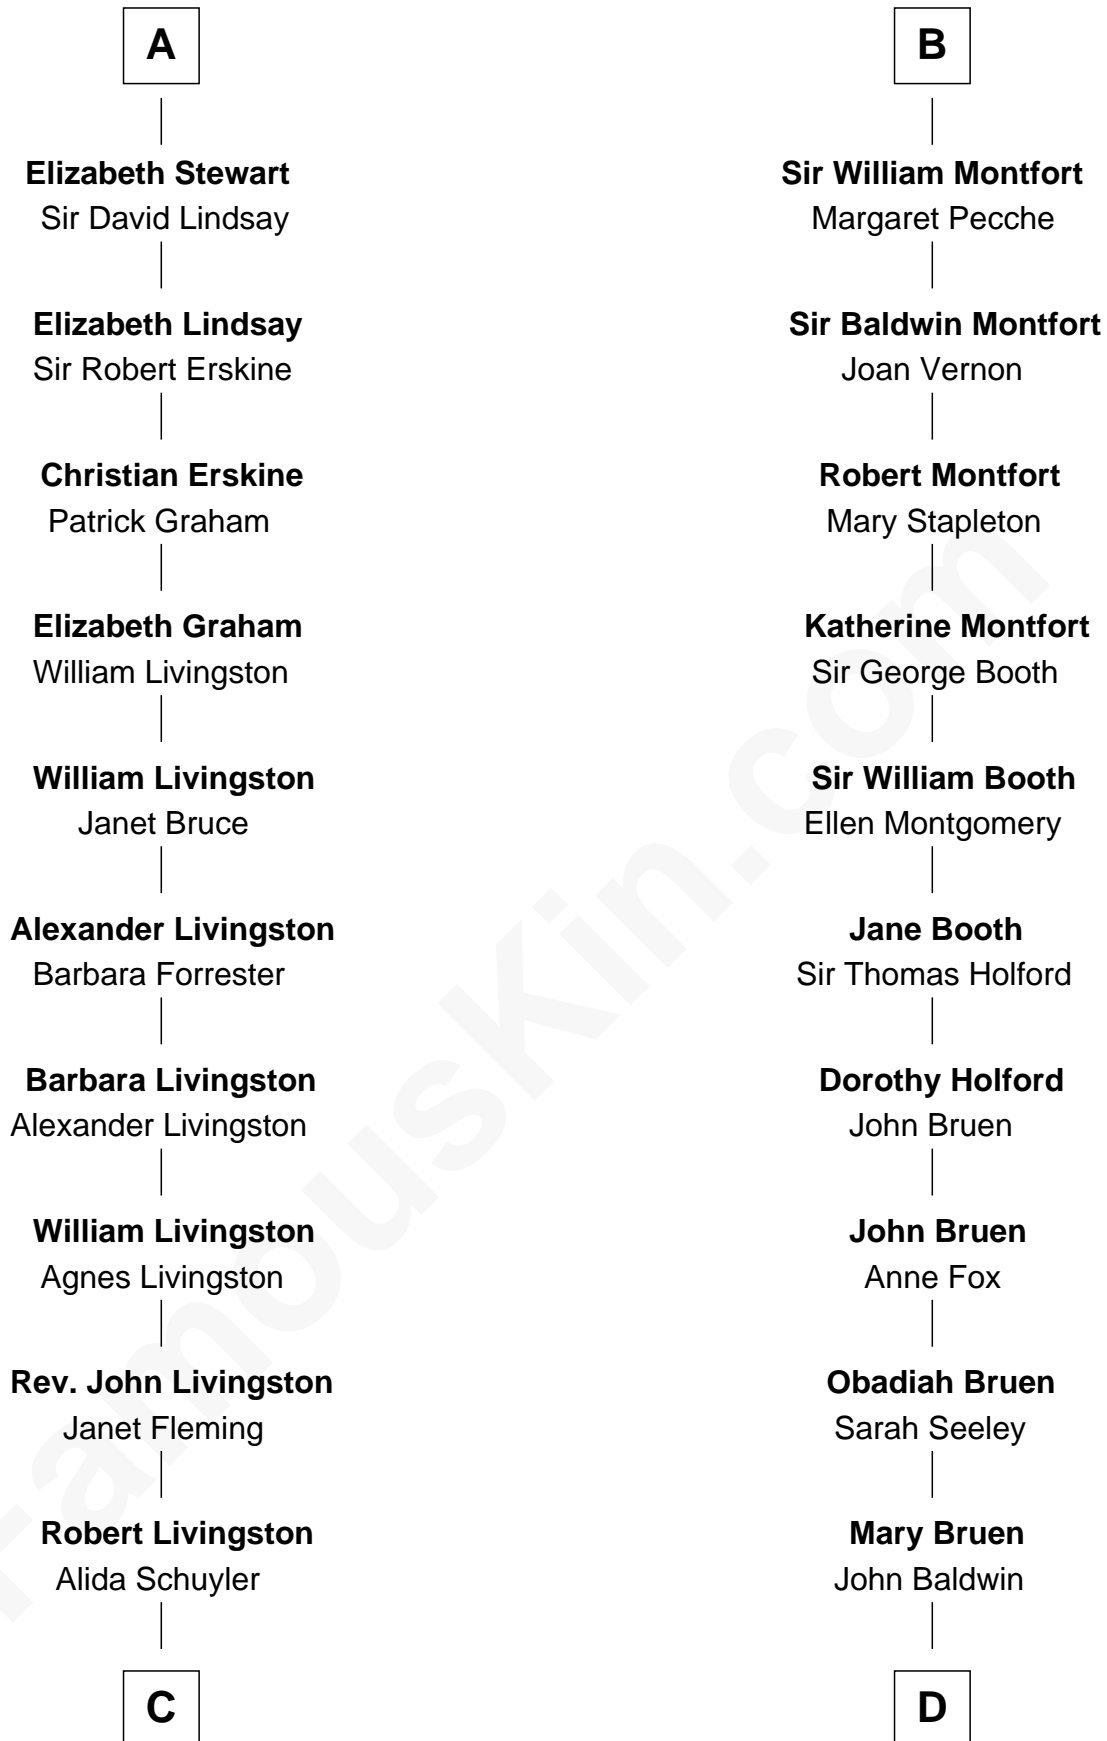 A
Elizabeth Stewart
Sir David Lindsay
Elizabeth Lindsay
Sir Robert Erskine
Christian Erskine
Patrick Graham
Elizabeth Graham
William Livingston
William Livingston
Janet Bruce
Alexander Livingston
Barbara Forrester
Barbara Livingston
Alexander Livingston
William Livingston
Agnes Livingston
Rev. John Livingston
Janet Fleming
Robert Livingston
Alida Schuyler
C
B
Sir William Montfort
Margaret Pecche
Sir Baldwin Montfort
Joan Vernon
Robert Montfort
Mary Stapleton
Katherine Montfort
Sir George Booth
Sir William Booth
Ellen Montgomery
Jane Booth
Sir Thomas Holford
Dorothy Holford
John Bruen
John Bruen
Anne Fox
Obadiah Bruen
Sarah Seeley
Mary Bruen
John Baldwin
D
FamousKin.com